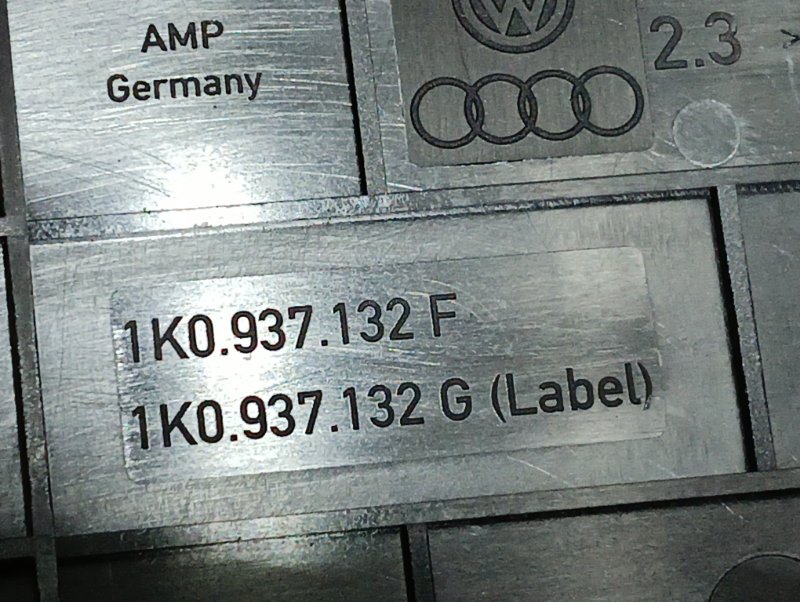 AMP
Germany
2.3 >
1K0.937.132 F
1K0.937.132 G (Label)